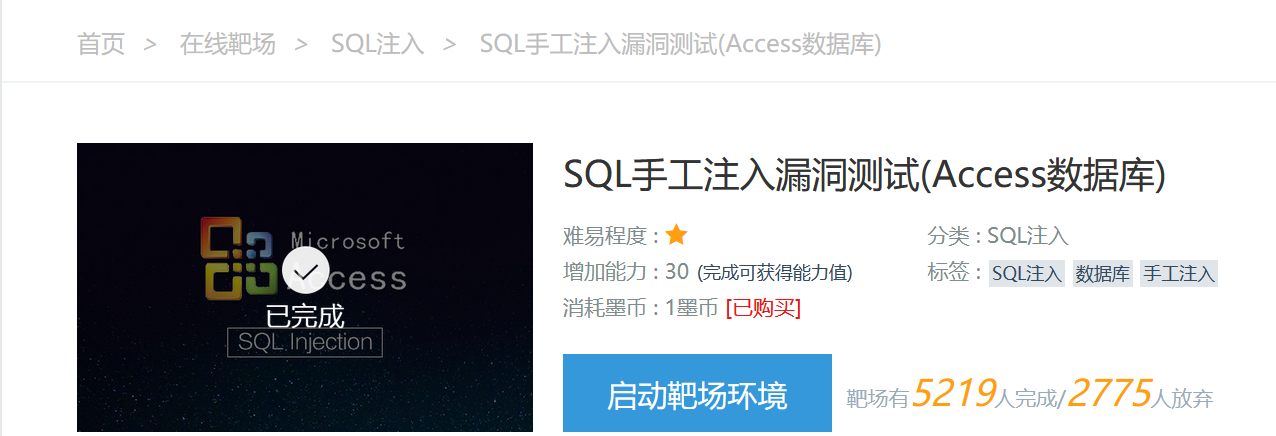 首页 > 在线靶场 > SQL注入 > SQL手工注入漏洞测试(Access数据库)
SQL手工注入漏洞测试(Access数据库)
难易程度 :
分类 : SQL注入
增加能力 : 30 (完成可获得能力值)
标签 : SQL注入 数据库 手工注入
消耗墨币 : 1墨币 [已购买]
启动靶场环境
靶场有5219人完成/2775人放弃
Microsoft
Access
已完成
SQL Injection